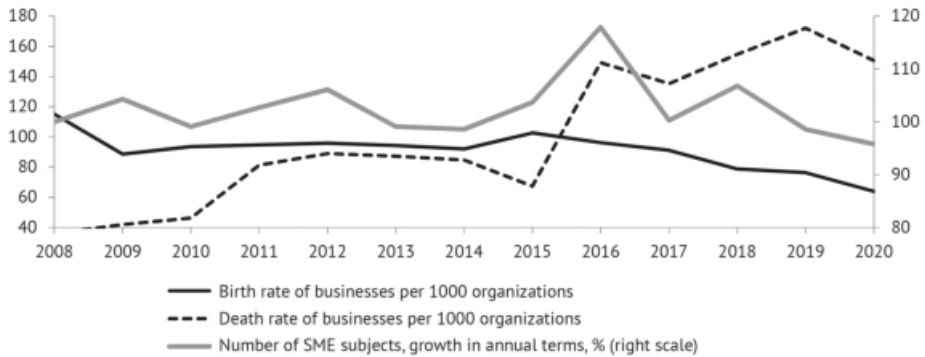 180 120
160
140 110
120
100 100
80 90
60
40 80
2008 2009 2010 2011 2012 2013 2014 2015 2016 2017 2018 2019 2020
Birth rate of businesses per 1000 organizations
Death rate of businesses per 1000 organizations
Number of SME subjects, growth in annual terms, % (right scale)